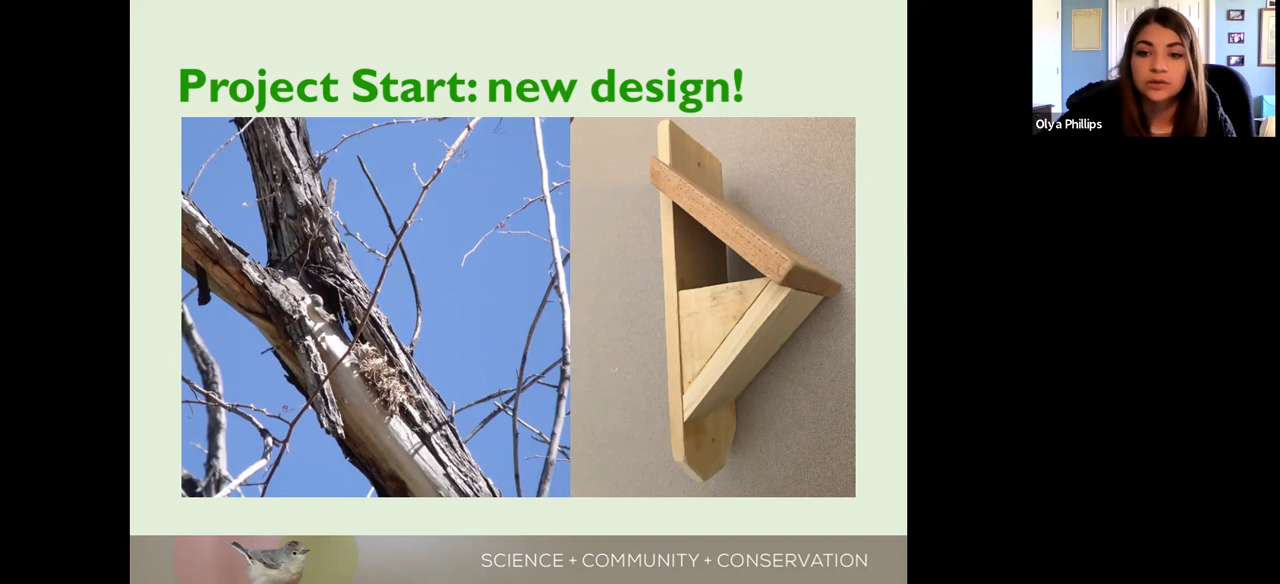 Project Start: new design!
Olya Phillips
SCIENCE + COMMUNITY + CONSERVATION